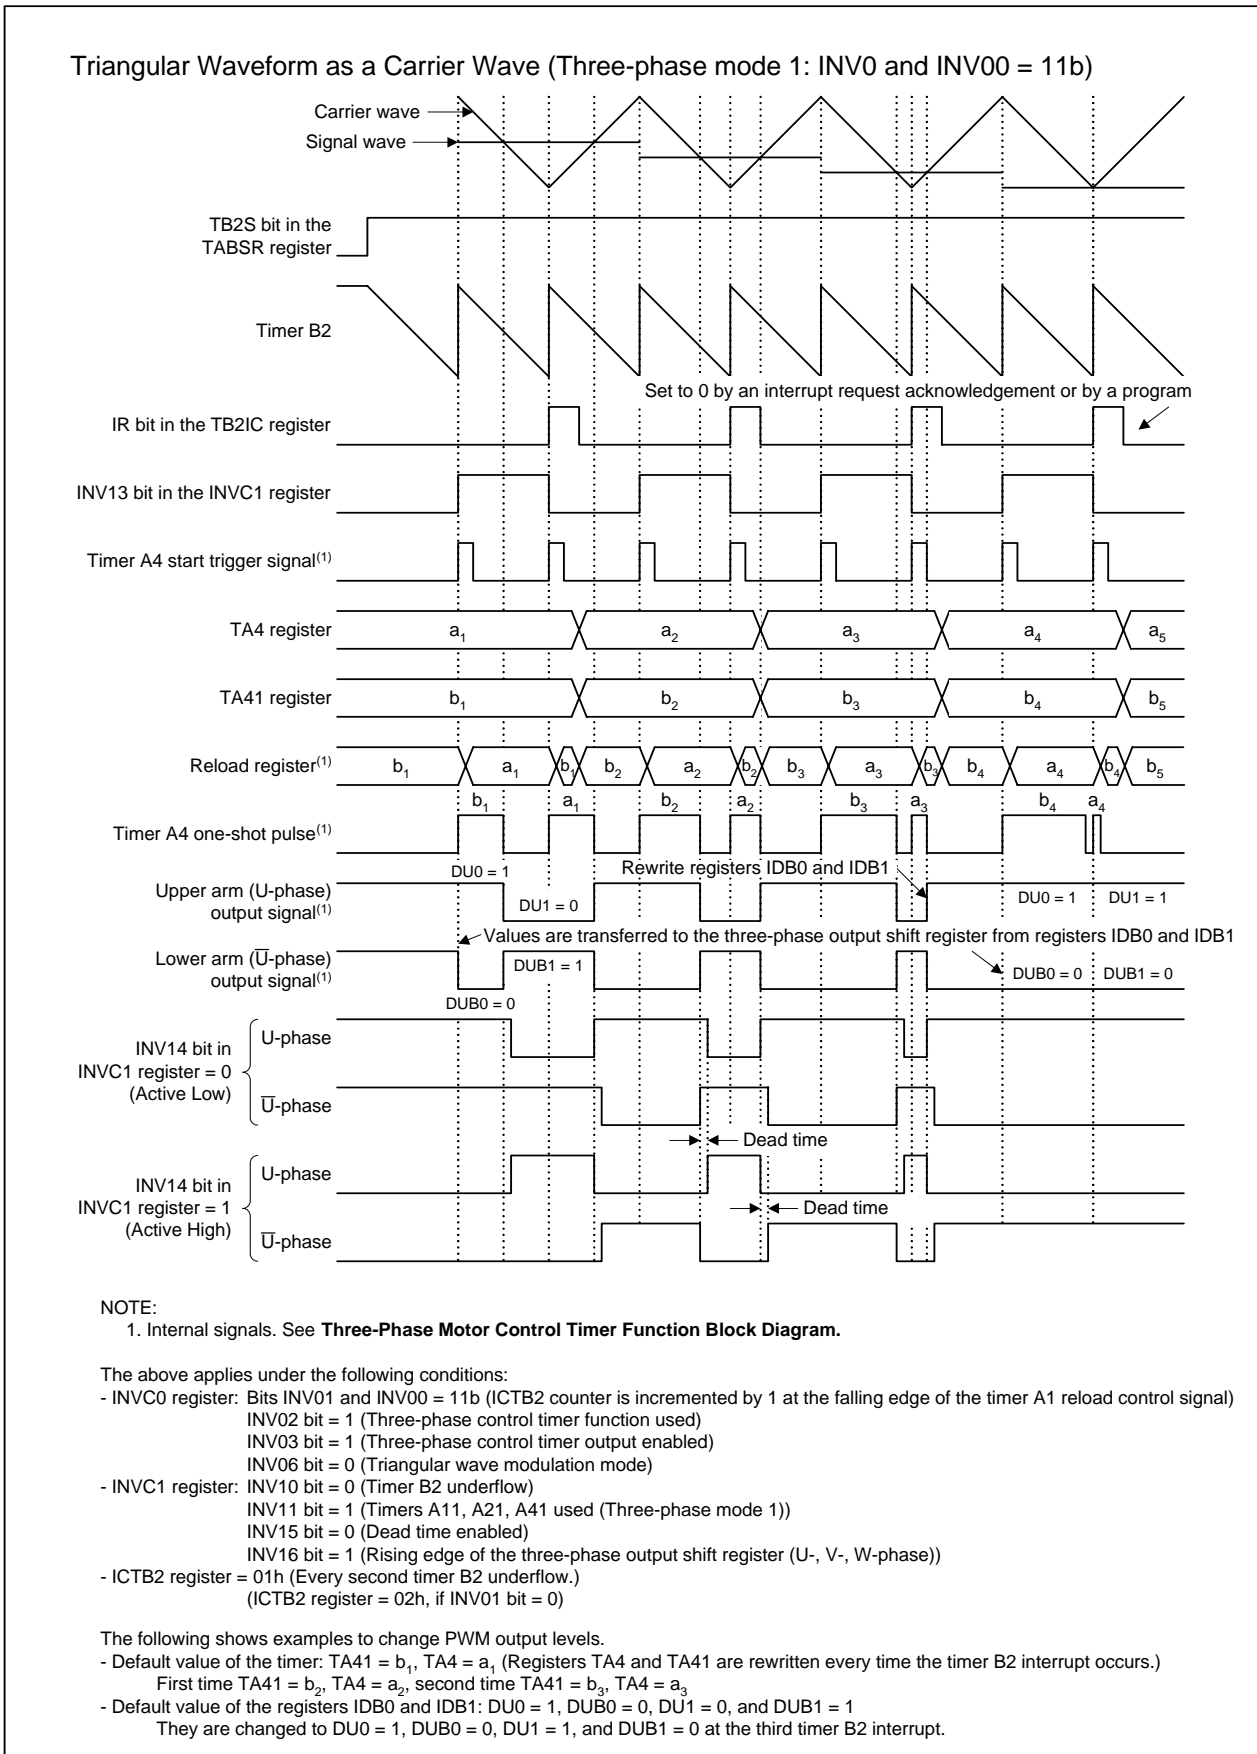 Triangular Waveform as a Carrier Wave (Three-phase mode 1: INV0 and INV00 = 11b)
Carrier wave
Signal wave
TB2S bit in the
TABSR register
Timer B2
Set to 0 by an interrupt request acknowledgement or by a program
IR bit in the TB2IC register
INV13 bit in the INVC1 register
Timer A4 start trigger signal(1)
TA4 register a1 a2 a3 a4 a5
TA41 register b1 b2 b3 b4 b5
Reload register(1) b1 a1 b1 b2 a2 b2 b3 a3 b3 b4 a4 b4 b5
b1 a1 b2 a2 b3 a3 b4 a4
Timer A4 one-shot pulse(1)
DU0 = 1 Rewrite registers IDB0 and IDB1
Upper arm (U-phase)
output signal(1)
DU1 = 0 DU0 = 1 DU1 = 1
Values are transferred to the three-phase output shift register from registers IDB0 and IDB1
Lower arm (U̅-phase)
output signal(1)
DUB1 = 1 DUB0 = 0 DUB1 = 0
DUB0 = 0
INV14 bit in
INVC1 register = 0
(Active Low)
U-phase
U̅-phase
Dead time
INV14 bit in
INVC1 register = 1
(Active High)
U-phase
Dead time
U̅-phase
NOTE:
1. Internal signals. See Three-Phase Motor Control Timer Function Block Diagram.
The above applies under the following conditions:
- INVC0 register: Bits INV01 and INV00 = 11b (ICTB2 counter is incremented by 1 at the falling edge of the timer A1 reload control signal)
INV02 bit = 1 (Three-phase control timer function used)
INV03 bit = 1 (Three-phase control timer output enabled)
INV06 bit = 0 (Triangular wave modulation mode)
- INVC1 register: INV10 bit = 0 (Timer B2 underflow)
INV11 bit = 1 (Timers A11, A21, A41 used (Three-phase mode 1))
INV15 bit = 0 (Dead time enabled)
INV16 bit = 1 (Rising edge of the three-phase output shift register (U-, V-, W-phase))
- ICTB2 register = 01h (Every second timer B2 underflow.)
(ICTB2 register = 02h, if INV01 bit = 0)
The following shows examples to change PWM output levels.
- Default value of the timer: TA41 = b1, TA4 = a1 (Registers TA4 and TA41 are rewritten every time the timer B2 interrupt occurs.)
First time TA41 = b2, TA4 = a2, second time TA41 = b3, TA4 = a3
- Default value of the registers IDB0 and IDB1: DU0 = 1, DUB0 = 0, DU1 = 0, and DUB1 = 1
They are changed to DU0 = 1, DUB0 = 0, DU1 = 1, and DUB1 = 0 at the third timer B2 interrupt.